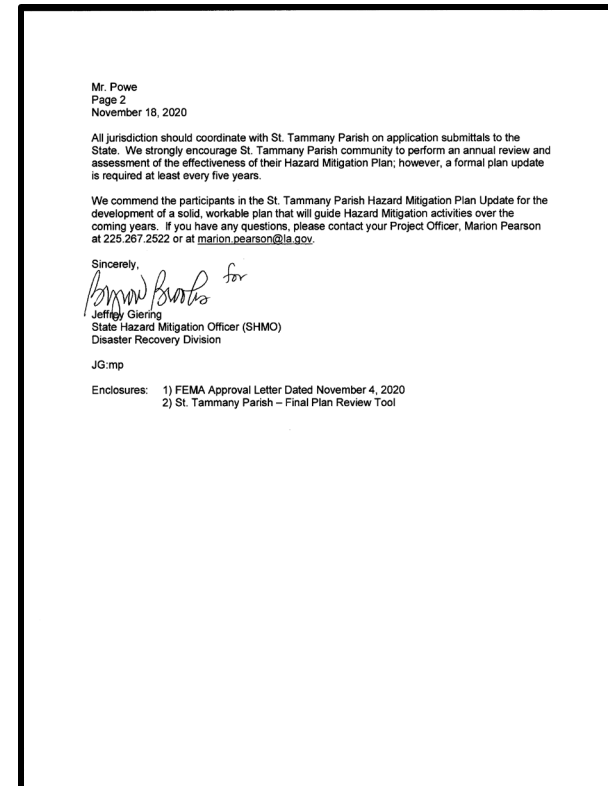 Mr. Powe
Page 2
November 18, 2020
All jurisdiction should coordinate with St. Tammany Parish on application submittals to the
State. We strongly encourage St. Tammany Parish community to perform an annual review and
assessment of the effectiveness of their Hazard Mitigation Plan; however, a formal plan update
is required at least every five years.
We commend the participants in the St. Tammany Parish Hazard Mitigation Plan Update for the
development of a solid, workable plan that will guide Hazard Mitigation activities over the
coming years. If you have any questions, please contact your Project Officer, Marion Pearson
at 225.267.2522 or at marion.pearson@la.gov.
Sincerely,
for
Jeffrey Giering
State Hazard Mitigation Officer (SHMO)
Disaster Recovery Division
JG:mp
Enclosures: 1) FEMA Approval Letter Dated November 4, 2020
2) St. Tammany Parish – Final Plan Review Tool